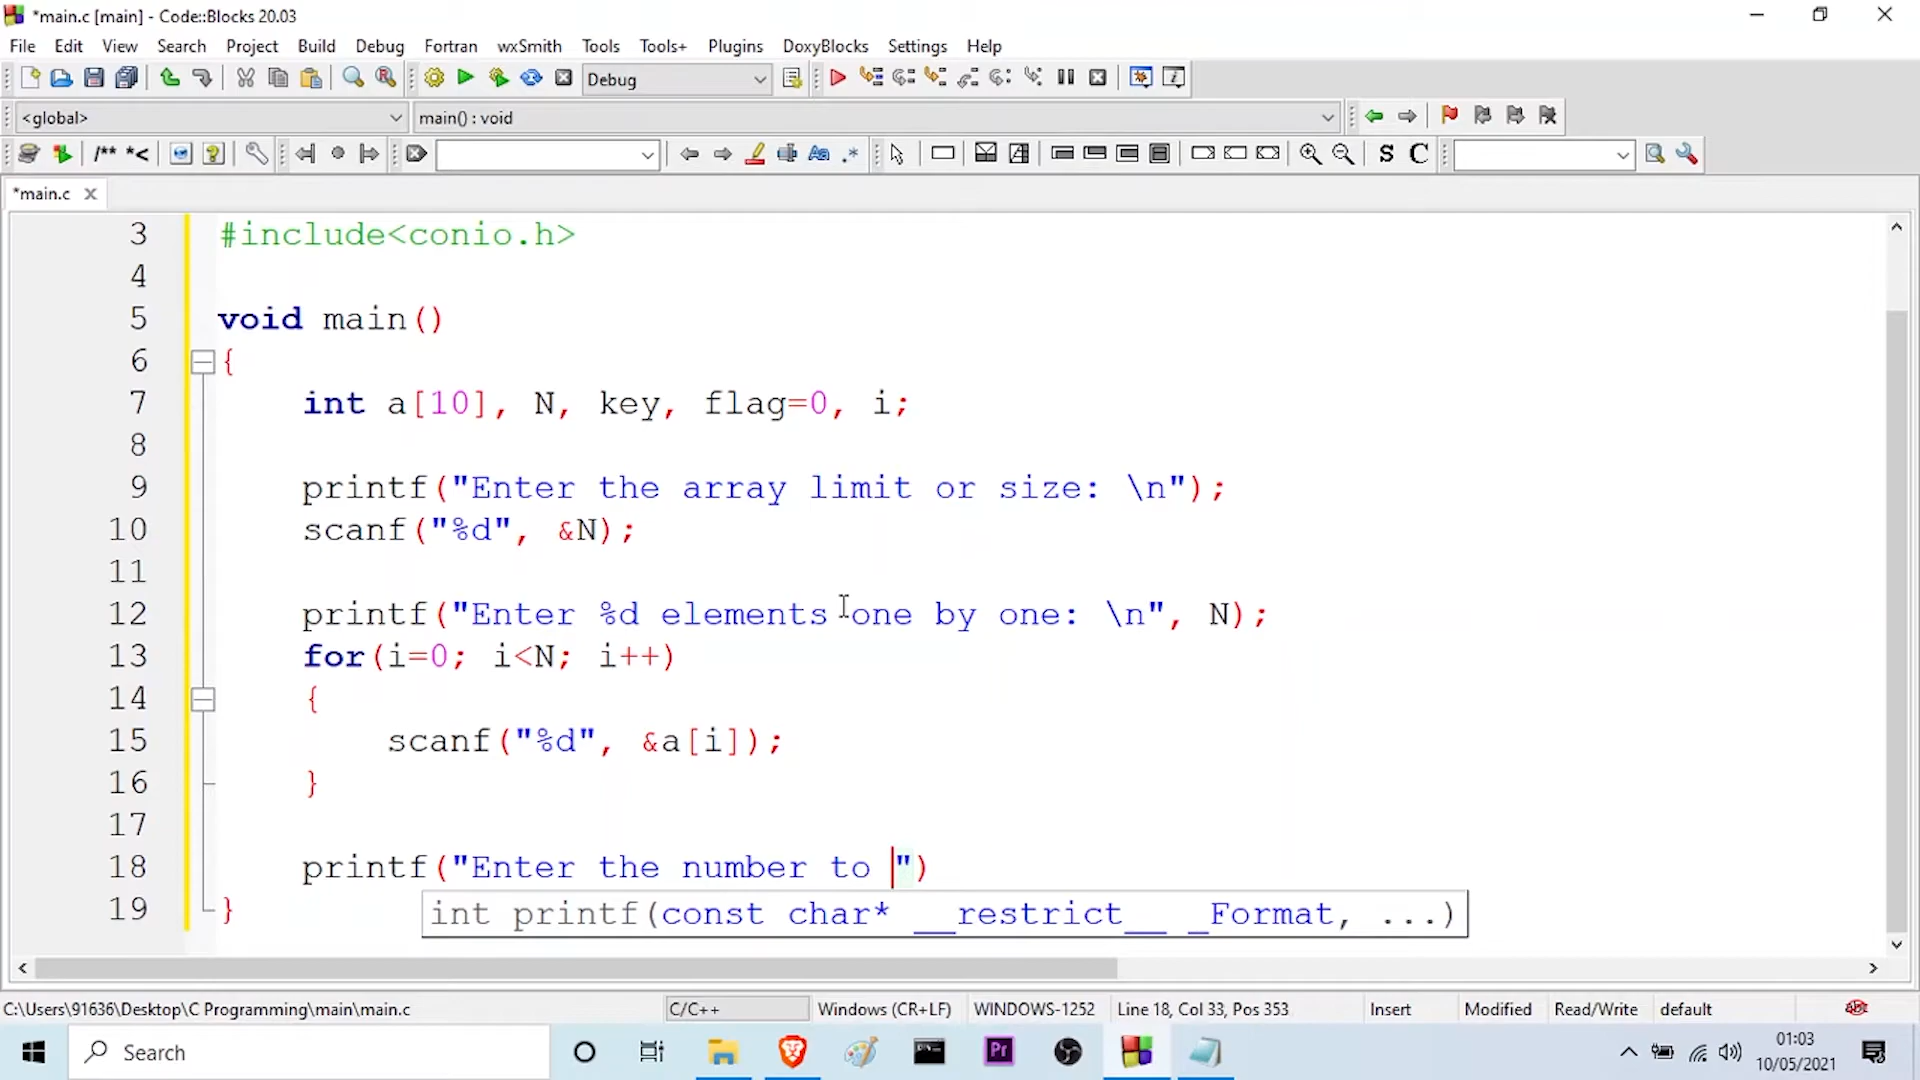 *main.c [main] - Code::Blocks 20.03
File Edit View Search Project Build Debug Fortran wxSmith Tools Tools+ Plugins DoxyBlocks Settings Help
Debug
<global> main() : void
/** *< Aa .* S C
*main.c
3 #include<conio.h>
4
5 void main()
6 {
7 int a[10], N, key, flag=0, i;
8
9 printf("Enter the array limit or size: \n");
10 scanf("%d", &N);
11
12 printf("Enter %d elements one by one: \n", N);
13 for(i=0; i<N; i++)
14 {
15 scanf("%d", &a[i]);
16 }
17
18 printf("Enter the number to ")
19 }
int printf(const char* __restrict__ _Format, ...)
C:\Users\91636\Desktop\C Programming\main\main.c C/C++ Windows (CR+LF) WINDOWS-1252 Line 18, Col 33, Pos 353 Insert Modified Read/Write default
Search Pr 01:03
10/05/2021